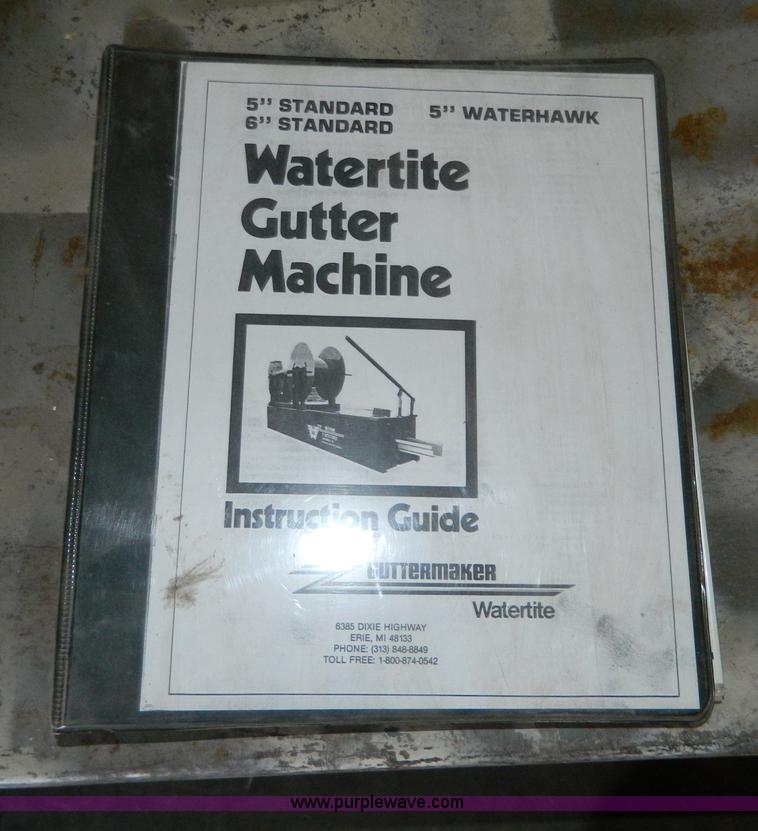 5'' STANDARD 5'' WATERHAWK
6'' STANDARD
Watertite
Gutter
Machine
Instruction Guide
GUTTERMAKER
Watertite
6385 DIXIE HIGHWAY
ERIE, MI 48133
PHONE: (313) 848-8849
TOLL FREE: 1-800-874-0542
www.purplewave.com